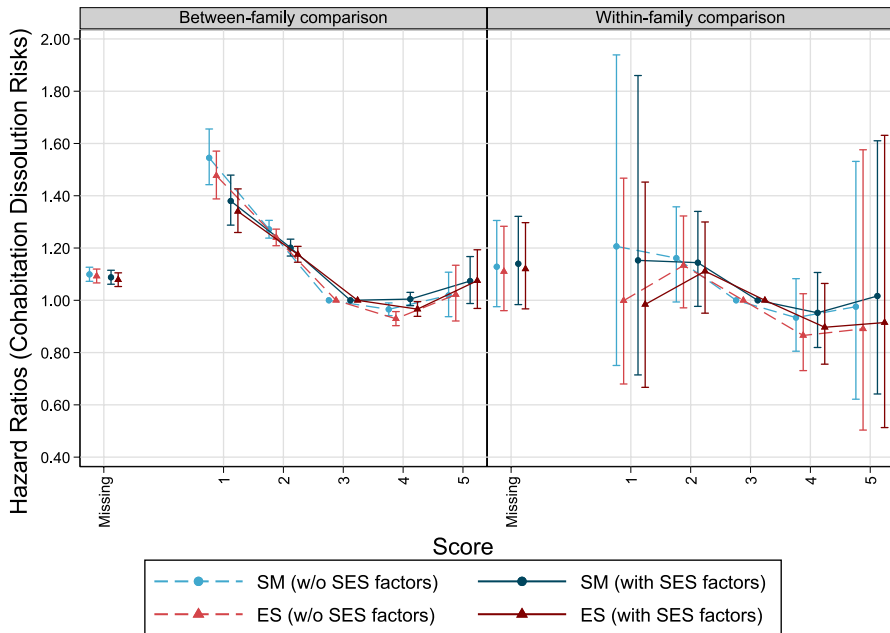 Between-family comparison
Within-family comparison
Hazard Ratios (Cohabitation Dissolution Risks)
2.00
1.80
1.60
1.40
1.20
1.00
0.80
0.60
0.40
Missing
1
2
3
4
5
Missing
1
2
3
4
5
Score
SM (w/o SES factors)
SM (with SES factors)
ES (w/o SES factors)
ES (with SES factors)